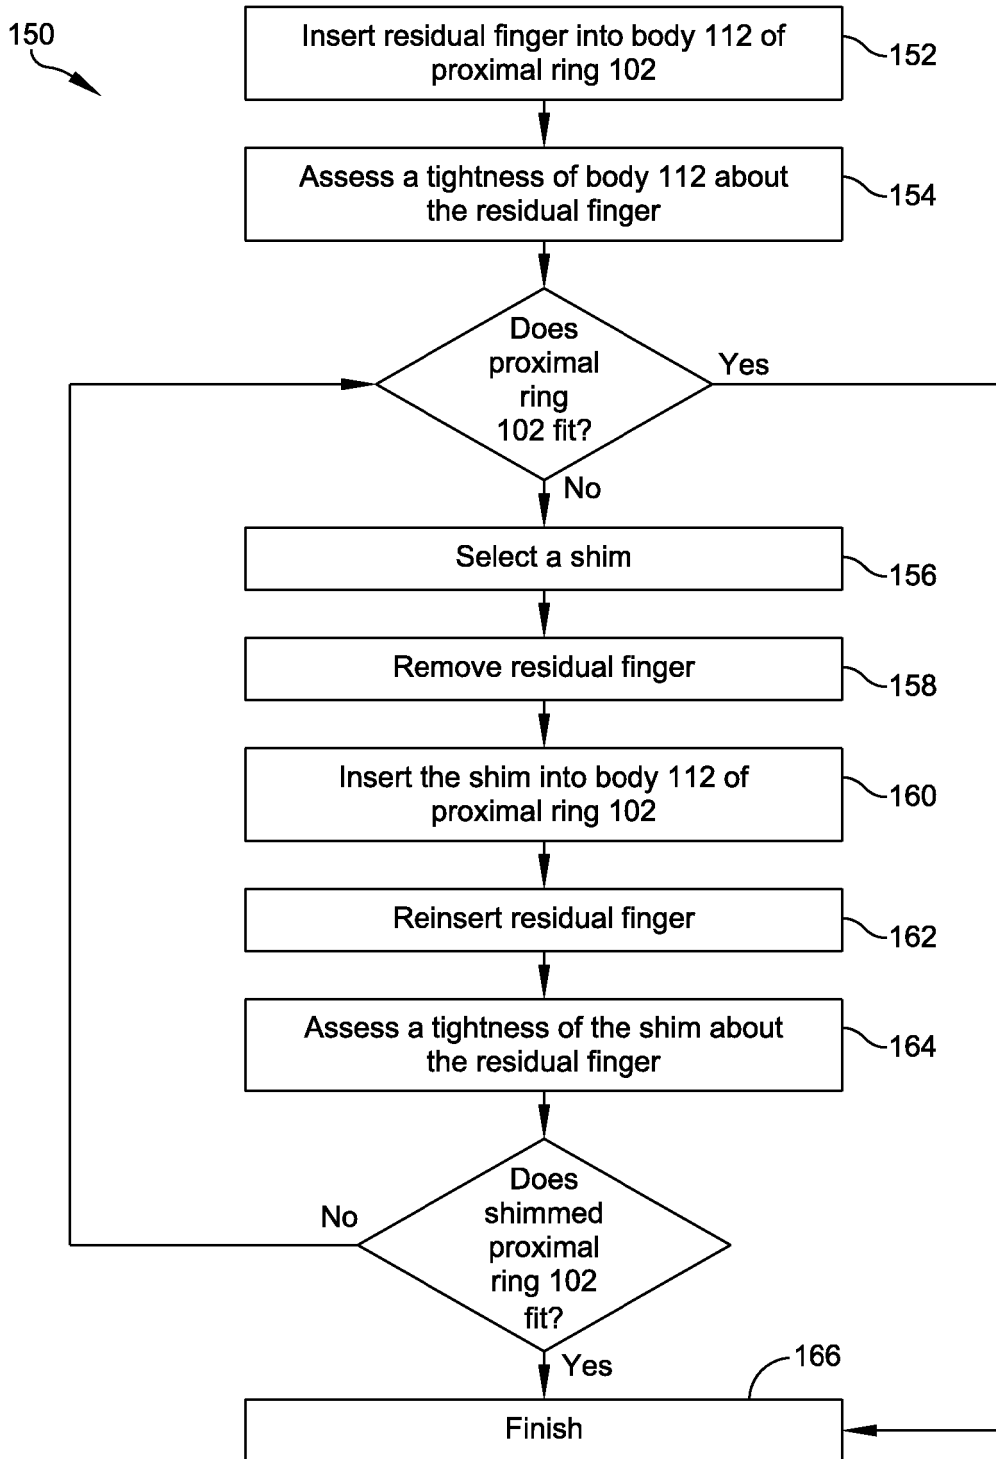 150
Insert residual finger into body 112 of
proximal ring 102
152
Assess a tightness of body 112 about
the residual finger
154
Does
proximal
ring
102 fit?
Yes
No
Select a shim
156
Remove residual finger
158
Insert the shim into body 112 of
proximal ring 102
160
Reinsert residual finger
162
Assess a tightness of the shim about
the residual finger
164
Does
shimmed
proximal
ring 102
fit?
No
Yes
166
Finish